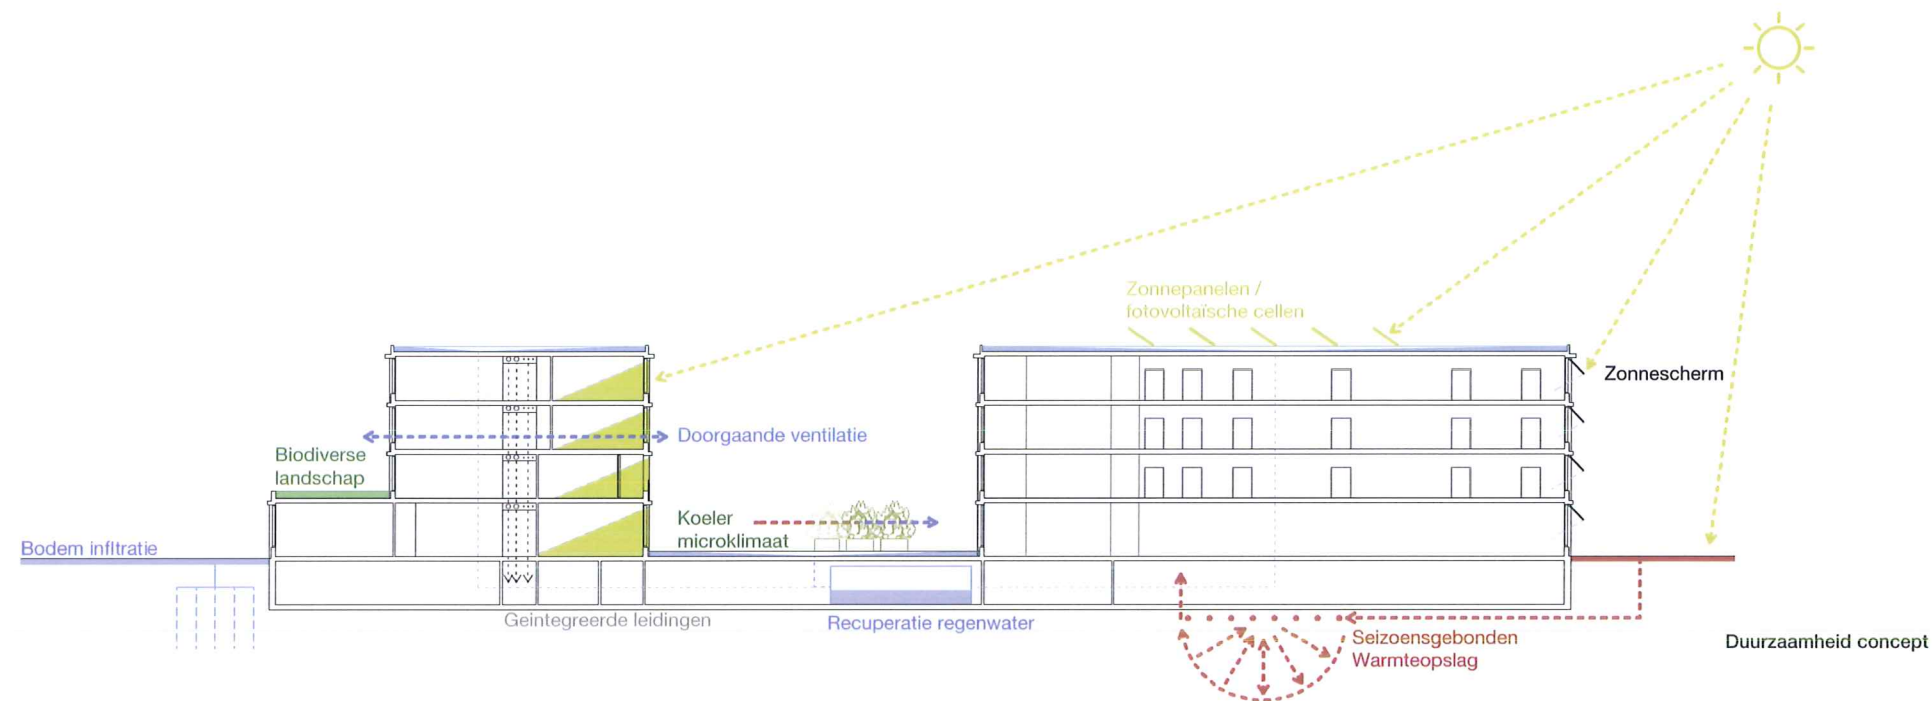 Zonnepanelen /
fotovoltaïsche cellen
Zonnescherm
Doorgaande ventilatie
Biodiverse
landschap
Koeler
microklimaat
Bodem infltratie
Geintegreerde leidingen
Recuperatie regenwater
Seizoensgebonden
Warmteopslag
Duurzaamheid concept